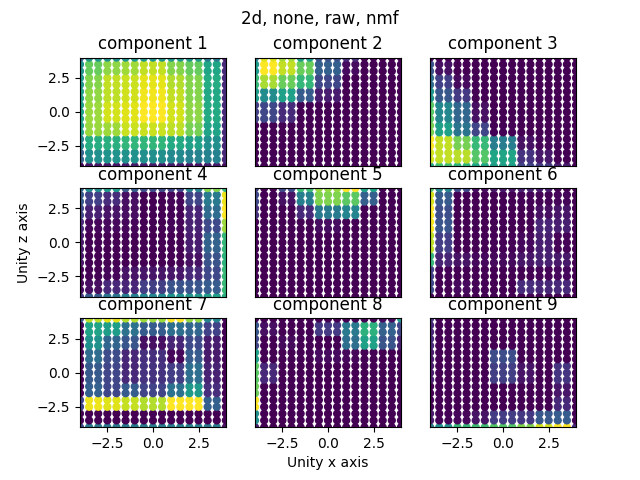 2d, none, raw, nmf
component 1 component 2 component 3
2.5
0.0
−2.5
component 4 component 5 component 6
Unity z axis
2.5
0.0
−2.5
component 7 component 8 component 9
2.5
0.0
−2.5
−2.5 0.0 2.5 −2.5 0.0 2.5 −2.5 0.0 2.5
Unity x axis